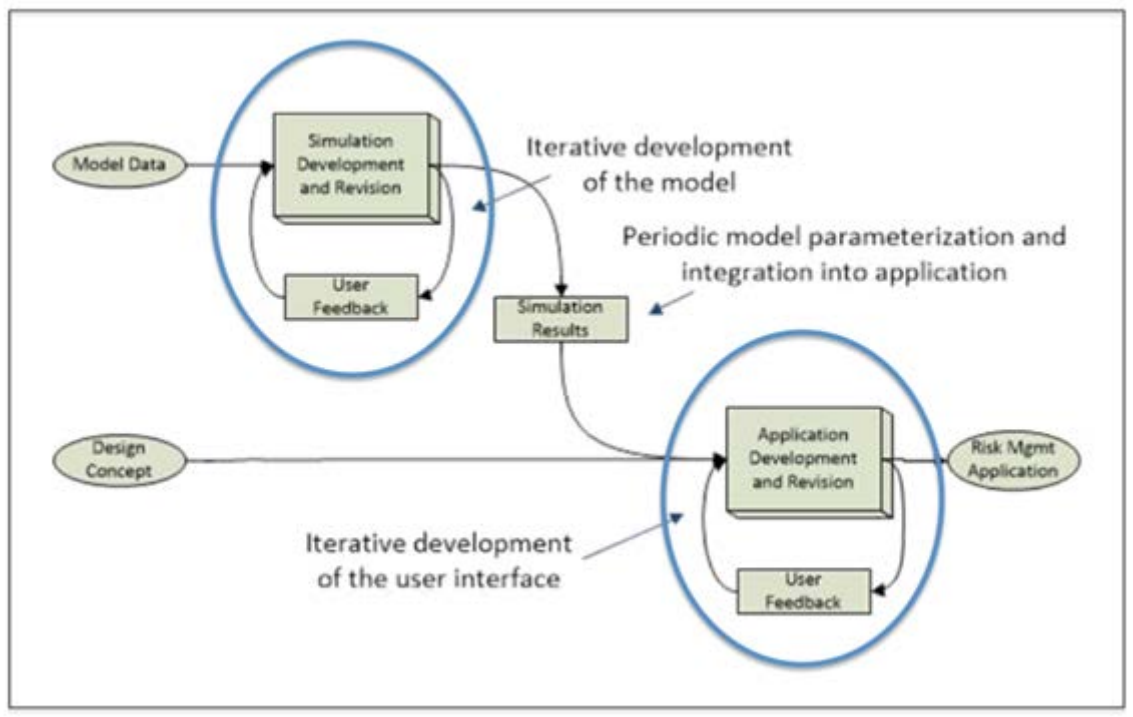 Simulation
Development
and Revision
Model Data
Iterative development
of the model
Periodic model parameterization and
integration into application
User
Feedback
Simulation
Results
Application
Development
and Revision
Design
Concept
Risk Mgmt
Application
Iterative development
of the user interface
User
Feedback